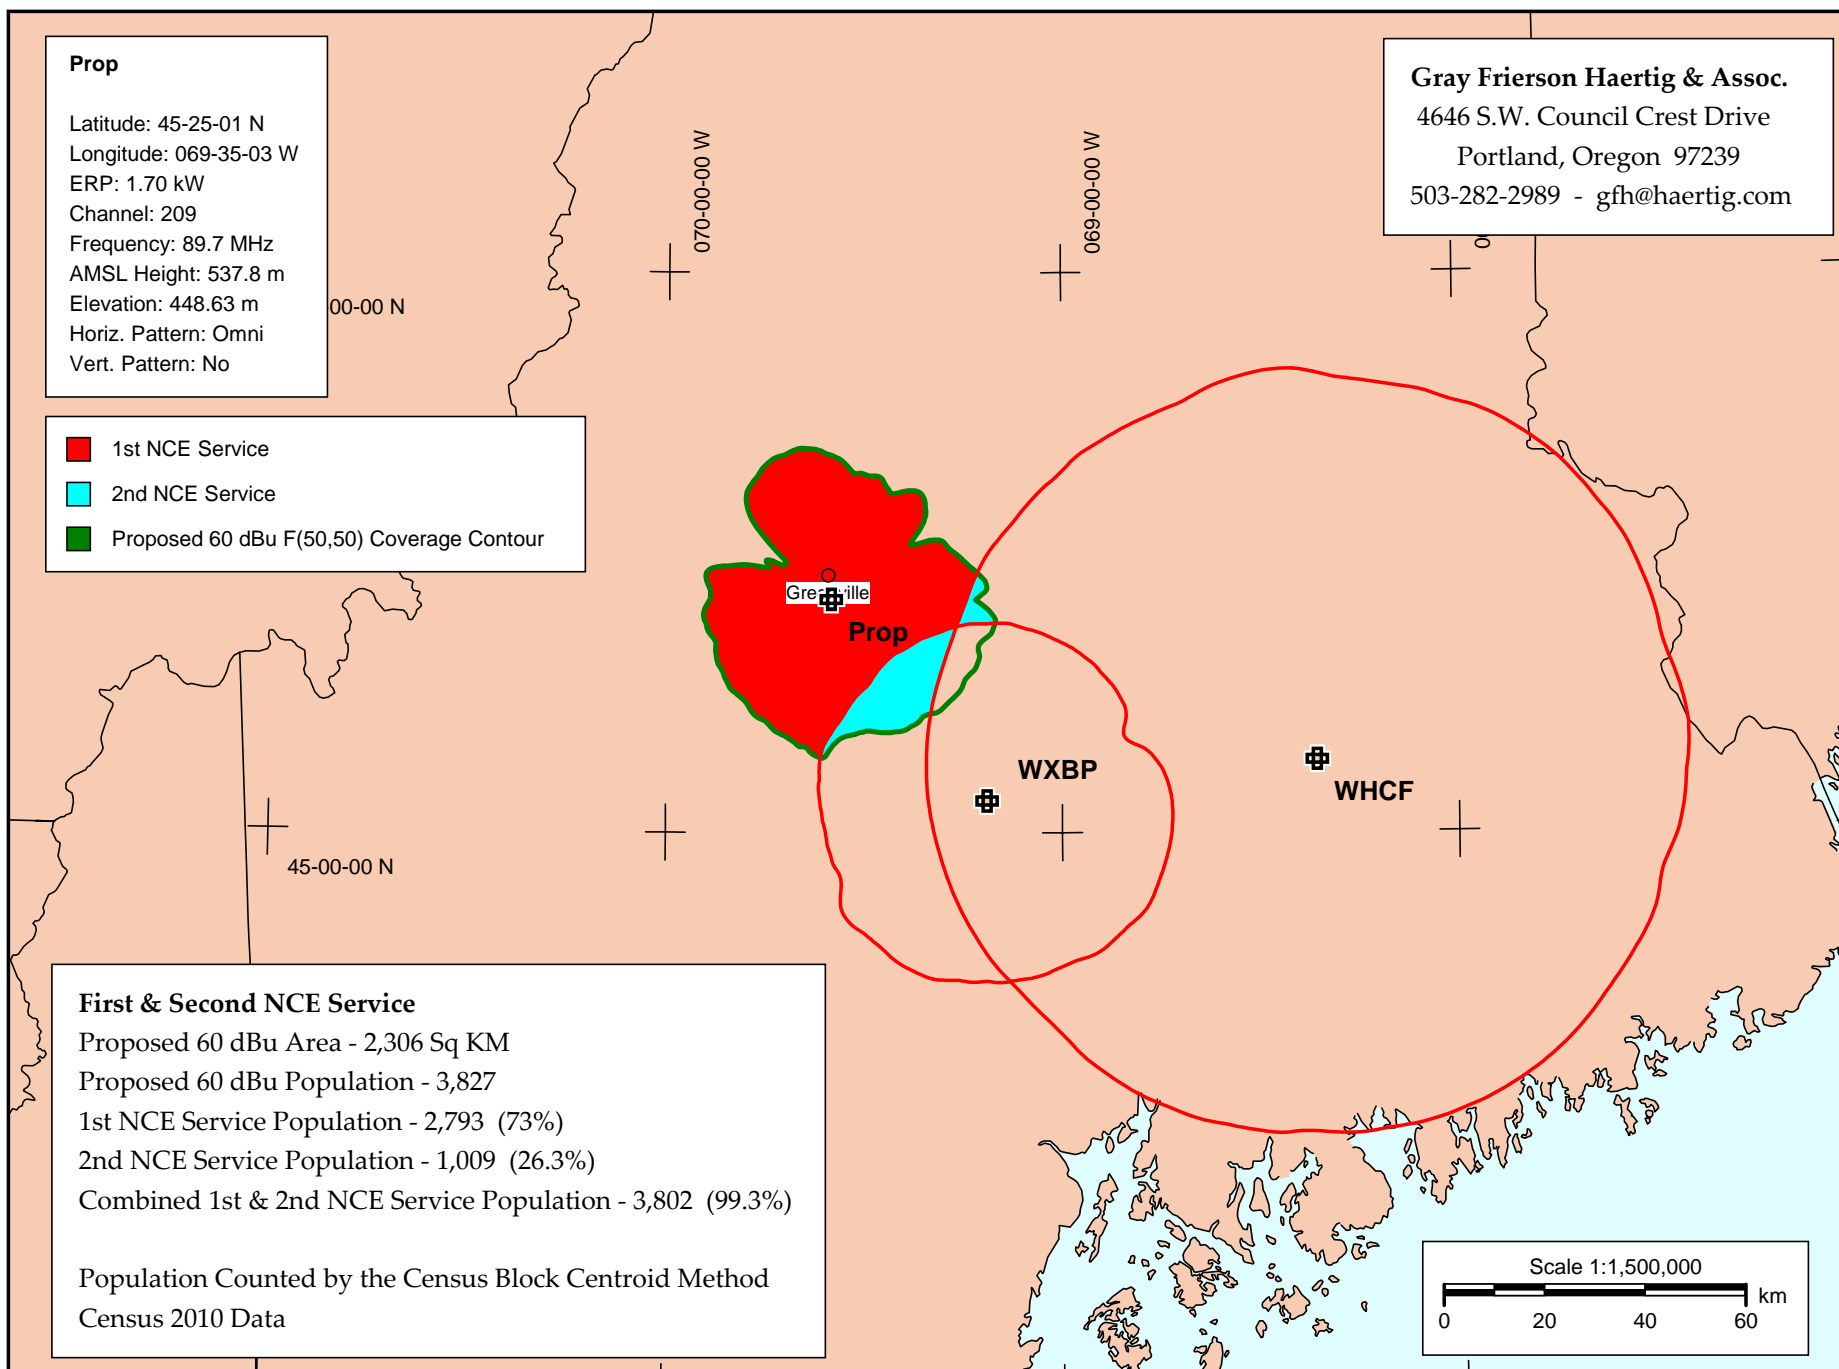 Prop
Latitude: 45-25-01 N
Longitude: 069-35-03 W
ERP: 1.70 kW
Channel: 209
Frequency: 89.7 MHz
AMSL Height: 537.8 m
Elevation: 448.63 m
Horiz. Pattern: Omni
Vert. Pattern: No
00-00 N
1st NCE Service
2nd NCE Service
Proposed 60 dBu F(50,50) Coverage Contour
070-00-00 W
069-00-00 W
Gray Frierson Haertig & Assoc.
4646 S.W. Council Crest Drive
Portland, Oregon 97239
503-282-2989 - gfh@haertig.com
Prop
WXBP
WHCF
45-00-00 N
First & Second NCE Service
Proposed 60 dBu Area - 2,306 Sq KM
Proposed 60 dBu Population - 3,827
1st NCE Service Population - 2,793 (73%)
2nd NCE Service Population - 1,009 (26.3%)
Combined 1st & 2nd NCE Service Population - 3,802 (99.3%)
Population Counted by the Census Block Centroid Method
Census 2010 Data
Scale 1:1,500,000
km
0 20 40 60